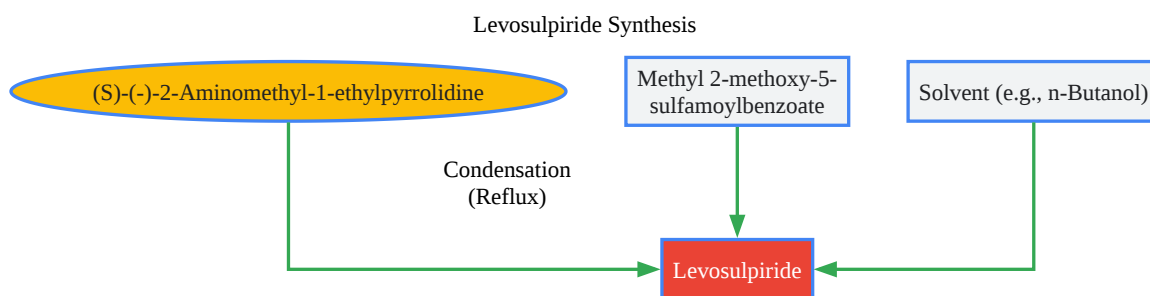 Levosulpiride Synthesis
(S)-(-)-2-Aminomethyl-1-ethylpyrrolidine
Methyl 2-methoxy-5-
sulfamoylbenzoate
Solvent (e.g., n-Butanol)
Condensation
(Reflux)
Levosulpiride